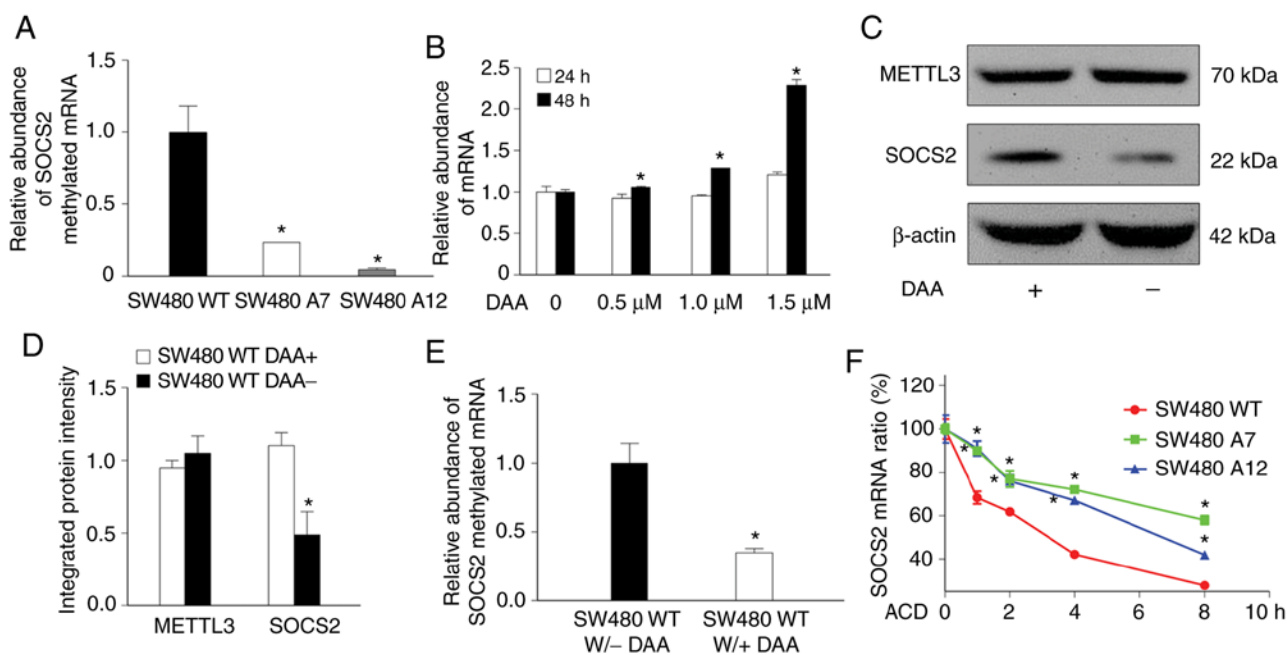 A
Relative abundance
of SOCS2
methylated mRNA
1.5
1.0
0.5
0
*
*
SW480 WT SW480 A7 SW480 A12
B
Relative abundance
of mRNA
24 h
48 h
2.5
2.0
1.5
1.0
0.5
0.0
*
*
*
DAA 0 0.5 μM 1.0 μM 1.5 μM
C
METTL3 70 kDa
SOCS2 22 kDa
β-actin 42 kDa
DAA + −
D
SW480 WT DAA+
SW480 WT DAA−
Integrated protein intensity
1.5
1.0
0.5
0.0
*
METTL3 SOCS2
E
Relative abundance of
SOCS2 methylated mRNA
1.5
1.0
0.5
0.0
*
SW480 WT SW480 WT
W/− DAA W/+ DAA
F
SOCS2 mRNA ratio (%)
120
100
80
60
40
SW480 WT
SW480 A7
SW480 A12
*
*
*
*
*
*
*
*
ACD 0 2 4 6 8 10 h